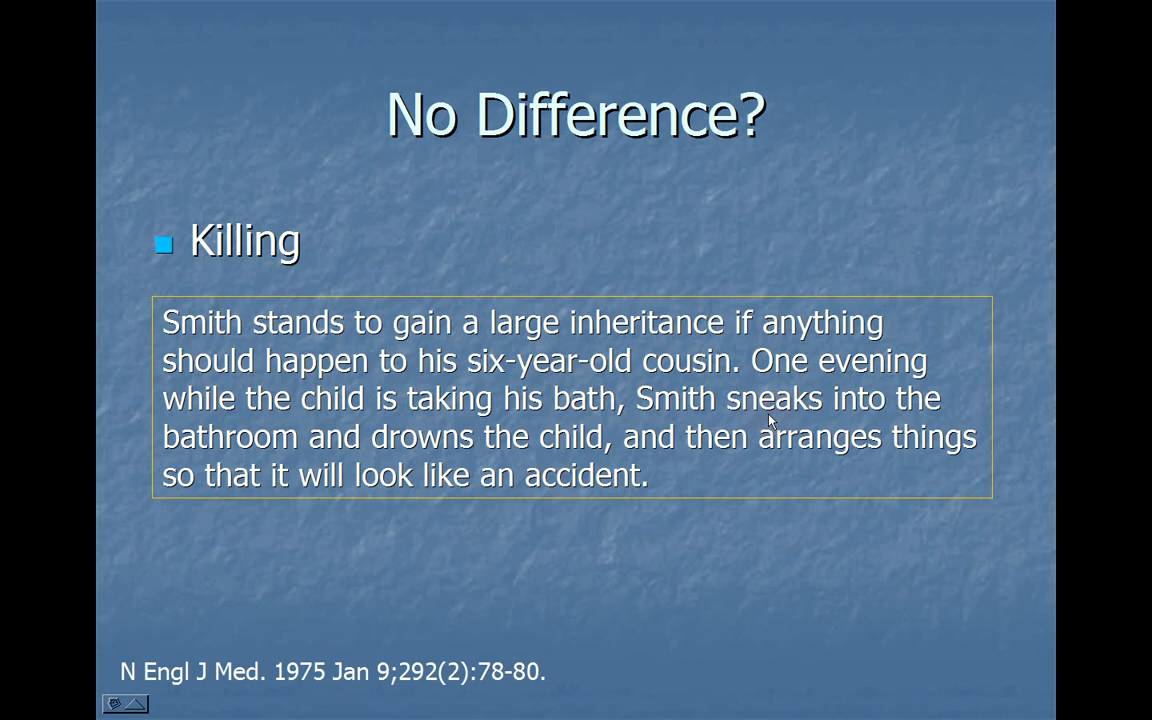 No Difference?
Killing
Smith stands to gain a large inheritance if anything
should happen to his six-year-old cousin. One evening
while the child is taking his bath, Smith sneaks into the
bathroom and drowns the child, and then arranges things
so that it will look like an accident.
N Engl J Med. 1975 Jan 9;292(2):78-80.